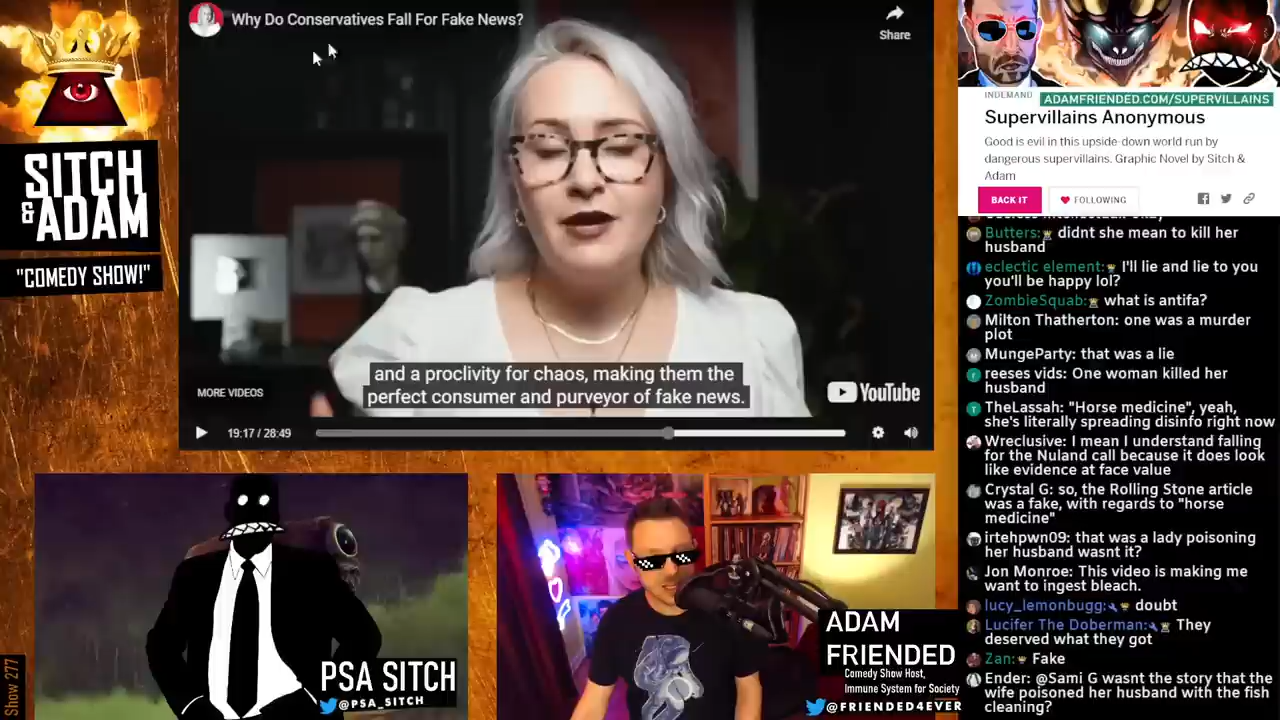 Why Do Conservatives Fall For Fake News?
Share
and a proclivity for chaos, making them the
perfect consumer and purveyor of fake news.
MORE VIDEOS
YouTube
19:17 / 28:49
SITCH
& ADAM
"COMEDY SHOW!"
Show 277
PSA SITCH
@PSA_SITCH
ADAM
FRIENDED
Comedy Show Host,
Immune System for Society
@FRIENDED4EVER
INDEMAND
ADAMFRIENDED.COM/SUPERVILLAINS
Supervillains Anonymous
Good is evil in this upside-down world run by
dangerous supervillains. Graphic Novel by Sitch &
Adam
BACK IT
FOLLOWING
Butters: didnt she mean to kill her
husband
eclectic element: I'll lie and lie to you
you'll be happy lol?
ZombieSquab: what is antifa?
Milton Thatherton: one was a murder
plot
MungeParty: that was a lie
reeses vids: One woman killed her
husband
TheLassah: "Horse medicine", yeah,
she's literally spreading disinfo right now
Wreclusive: I mean I understand falling
for the Nuland call because it does look
like evidence at face value
Crystal G: so, the Rolling Stone article
was a fake, with regards to "horse
medicine"
irtehpwn09: that was a lady poisoning
her husband wasnt it?
Jon Monroe: This video is making me
want to ingest bleach.
lucy_lemonbugg: doubt
Lucifer The Doberman: They
deserved what they got
Zan: Fake
Ender: @Sami G wasnt the story that the
wife poisoned her husband with the fish
cleaning?